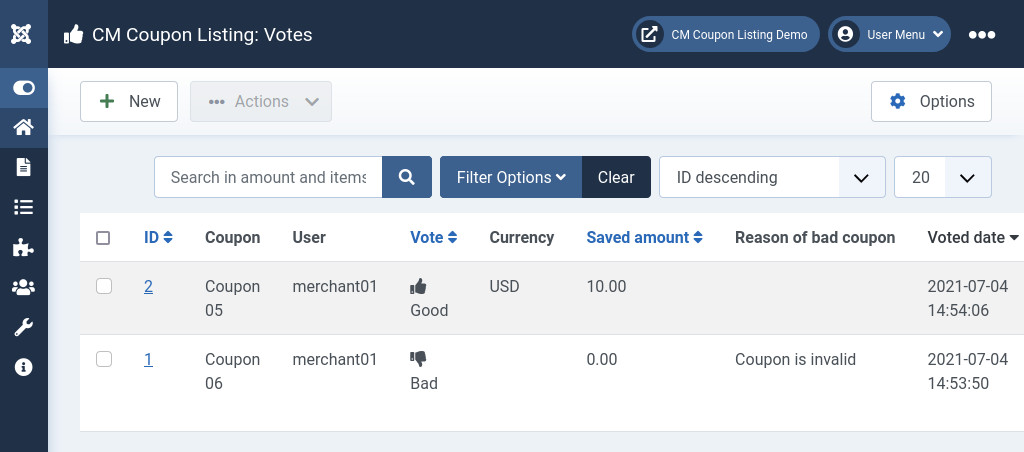 CM Coupon Listing: Votes
CM Coupon Listing Demo
User Menu
New
Actions
Options
Search in amount and items
Filter Options
Clear
ID descending
20
ID Coupon User Vote Currency Saved amount Reason of bad coupon Voted date
2 Coupon merchant01 USD 10.00 2021-07-04
05 Good 14:54:06
1 Coupon merchant01 0.00 Coupon is invalid 2021-07-04
06 Bad 14:53:50